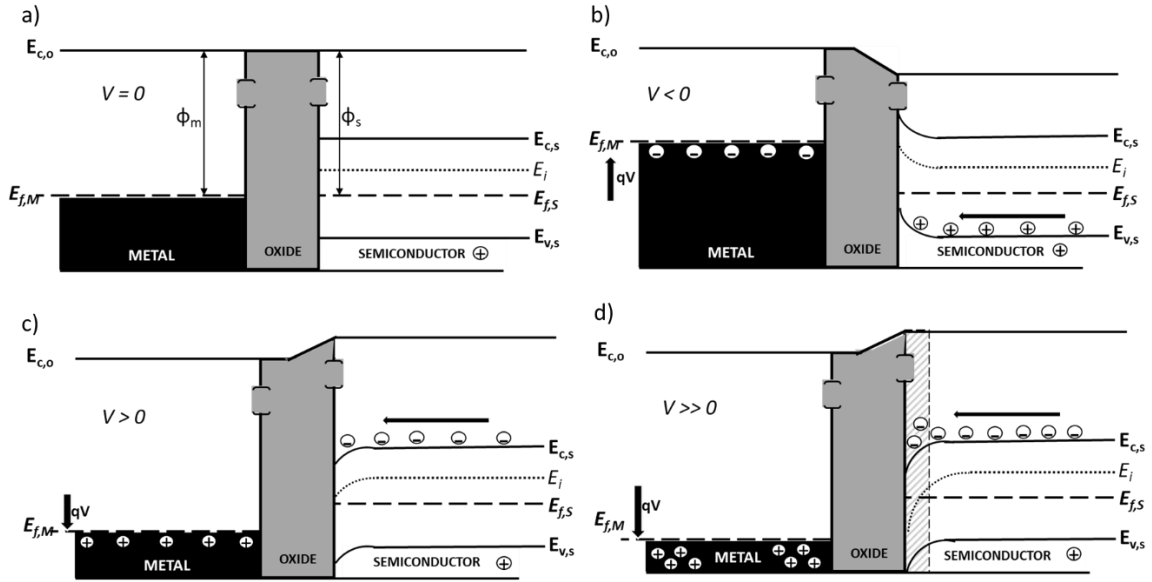 a)
E_c,o
V = 0
ϕ_m
ϕ_s
E_c,s
E_i
E_f,M
E_f,S
E_v,s
METAL
OXIDE
SEMICONDUCTOR +
b)
E_c,o
V < 0
E_f,M
qV
E_c,s
E_i
E_f,S
E_v,s
METAL
OXIDE
SEMICONDUCTOR +
c)
E_c,o
V > 0
qV
E_f,M
E_c,s
E_i
E_f,S
E_v,s
METAL
OXIDE
SEMICONDUCTOR +
d)
E_c,o
V >> 0
qV
E_f,M
E_c,s
E_i
E_f,S
E_v,s
METAL
OXIDE
SEMICONDUCTOR +